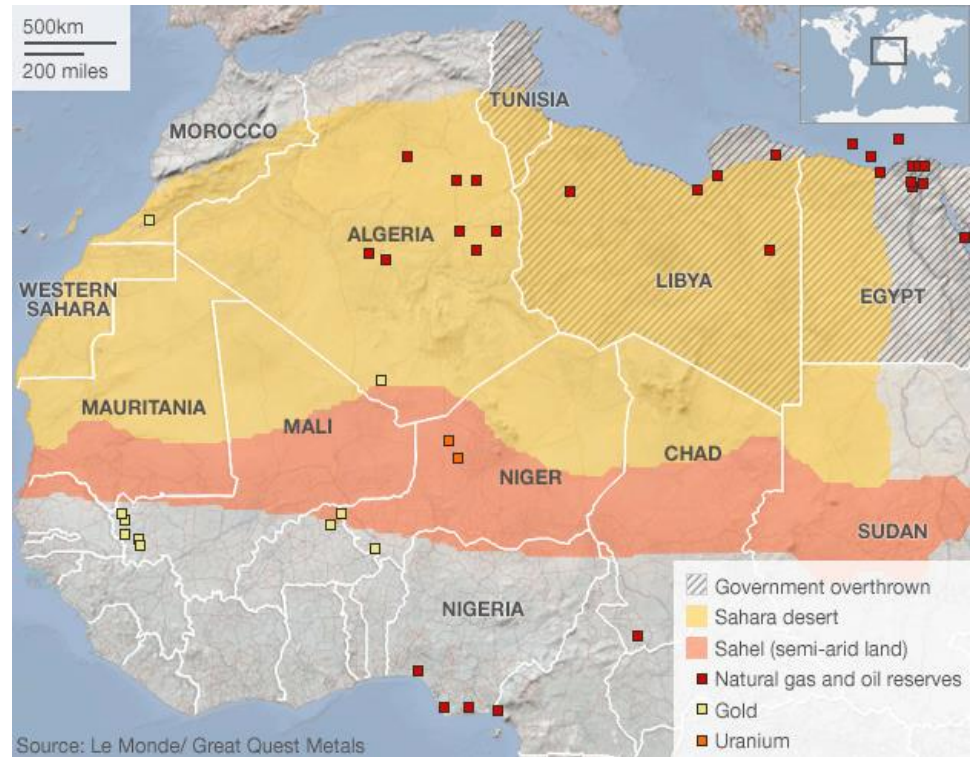 500km
200 miles
TUNISIA
MOROCCO
ALGERIA
LIBYA
EGYPT
WESTERN
SAHARA
MAURITANIA
MALI
NIGER
CHAD
SUDAN
NIGERIA
Government overthrown
Sahara desert
Sahel (semi-arid land)
Natural gas and oil reserves
Gold
Uranium
Source: Le Monde/ Great Quest Metals